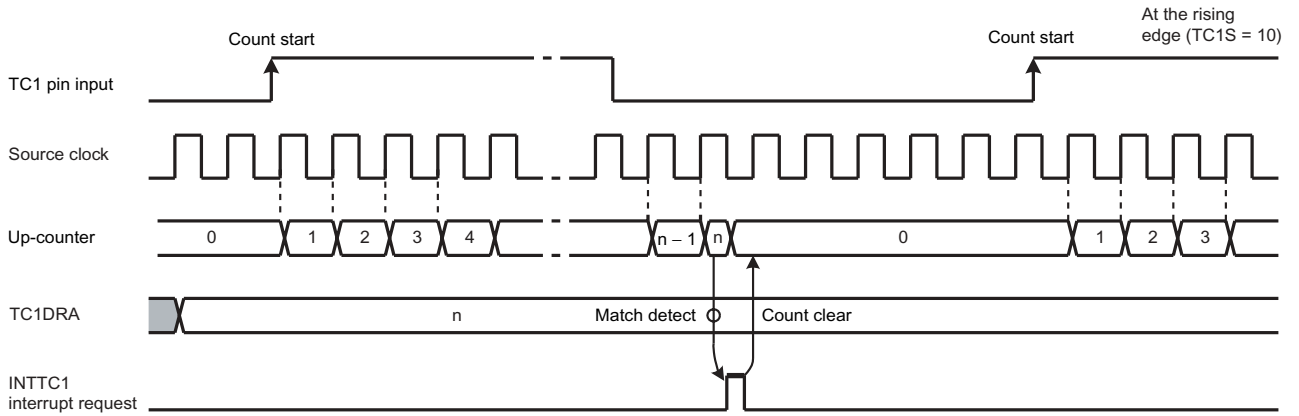 At the rising
edge (TC1S = 10)
Count start
Count start
TC1 pin input
Source clock
Up-counter
0
1
2
3
4
n – 1
n
0
1
2
3
TC1DRA
n
Match detect
Count clear
INTTC1
interrupt request